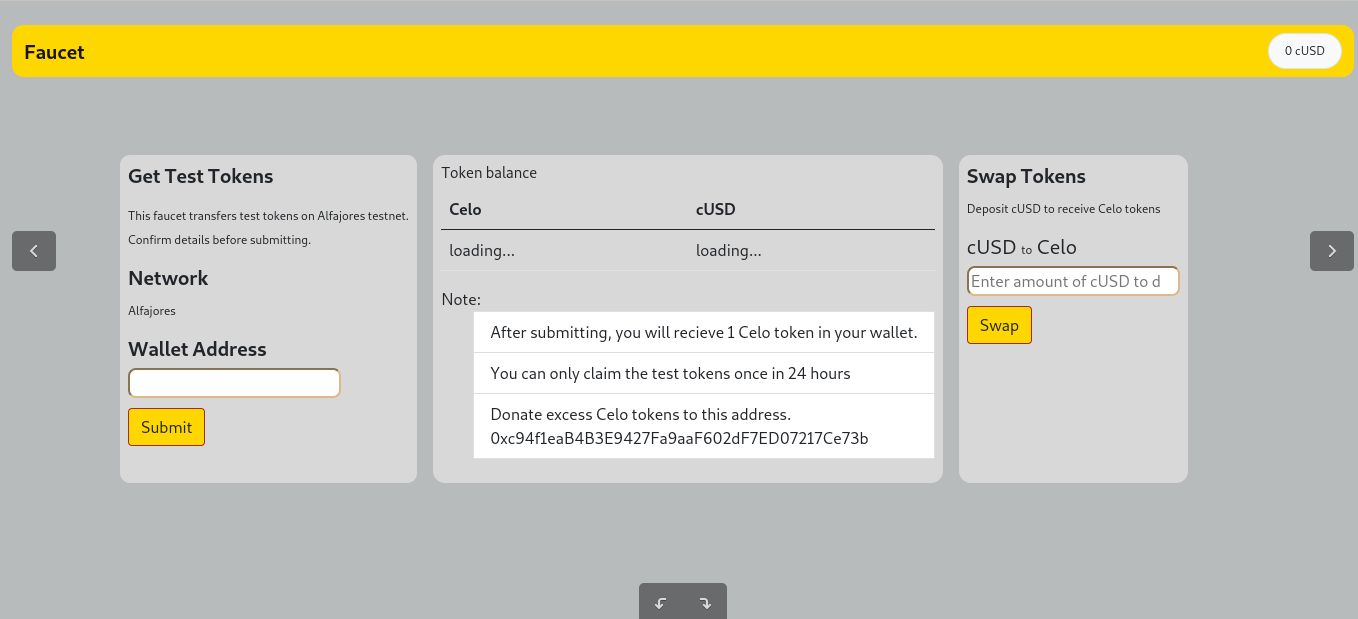 Faucet
0 cUSD
Get Test Tokens
This faucet transfers test tokens on Alfajores testnet.
Confirm details before submitting.
Network
Alfajores
Wallet Address
Submit
Token balance
Celo cUSD
loading... loading...
Note:
After submitting, you will recieve 1 Celo token in your wallet.
You can only claim the test tokens once in 24 hours
Donate excess Celo tokens to this address.
0xc94f1eaB4B3E9427Fa9aaF602dF7ED07217Ce73b
Swap Tokens
Deposit cUSD to receive Celo tokens
cUSD to Celo
Enter amount of cUSD to d
Swap